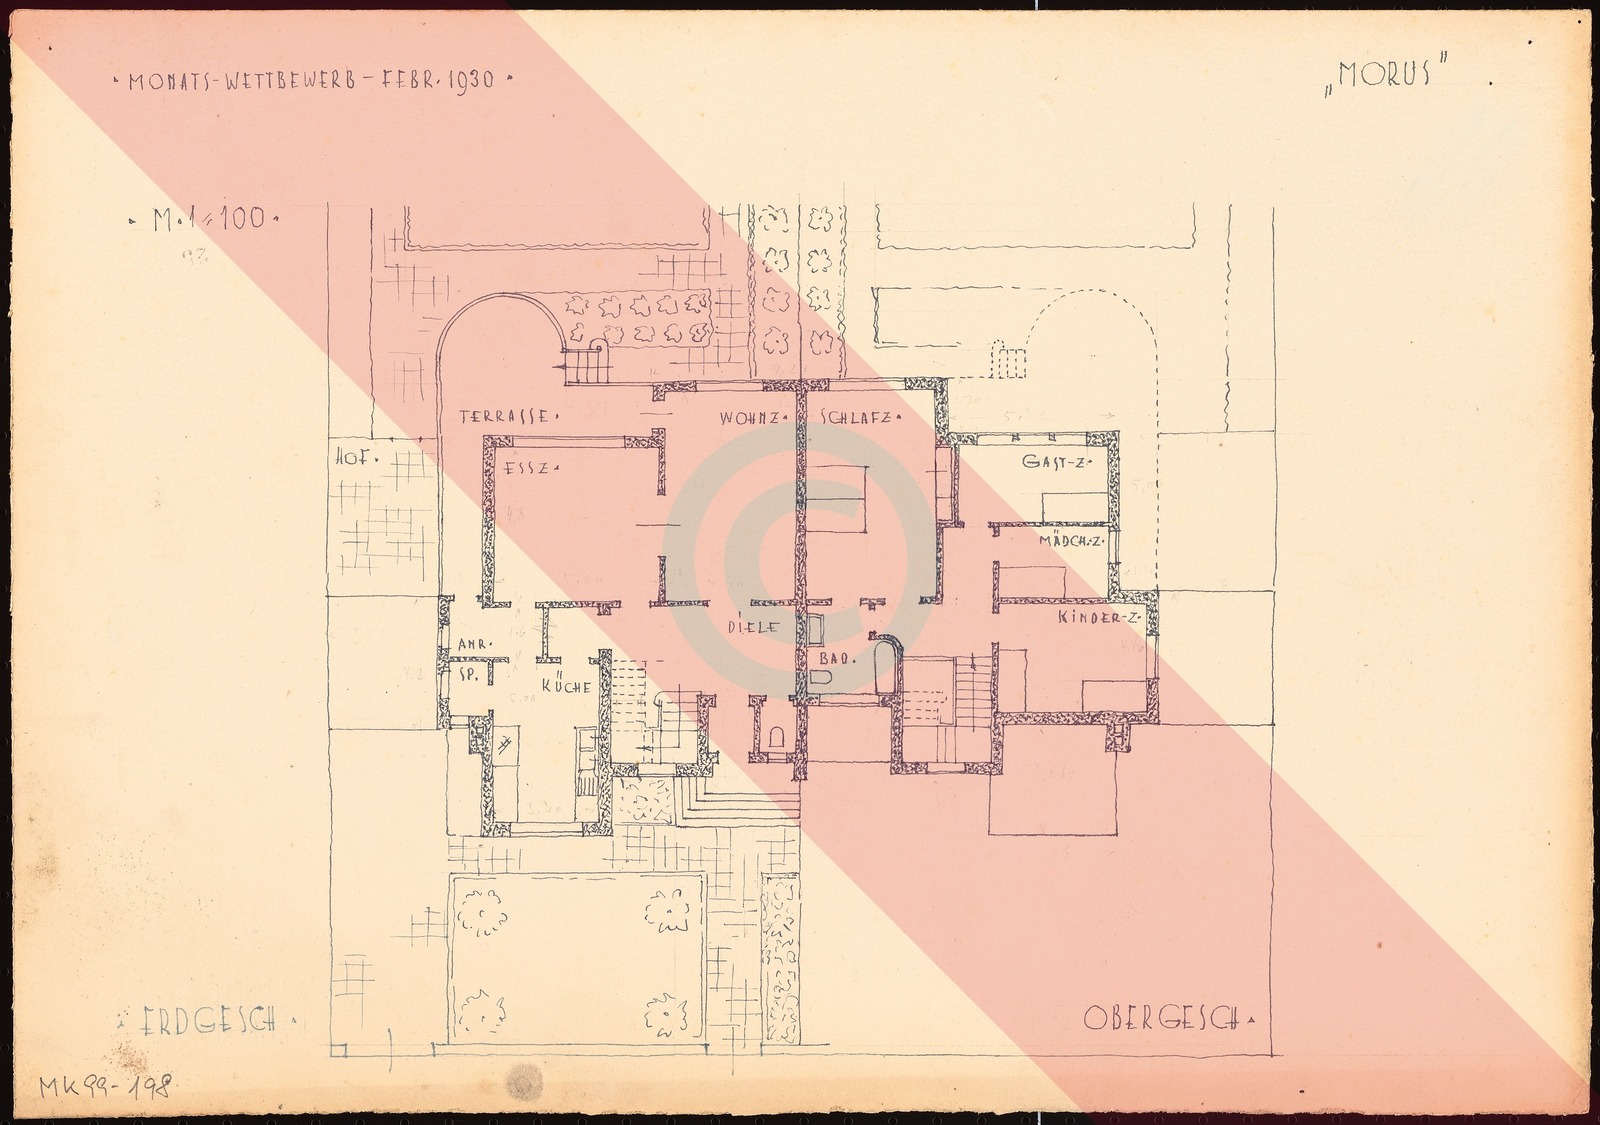 · MONATS-WETTBEWERB - FEBR. 1930 ·
„MORUS"
· M. 1:100 ·
TERRASSE.
WOHNZ.
SCHLAFZ.
HOF.
ESSZ.
GAST-Z.
MÄDCH.-Z.
KINDER-Z.
DIELE
ANR.
BAD.
SP.
KÜCHE
©
· ERDGESCH ·
OBERGESCH.
MK 99-198